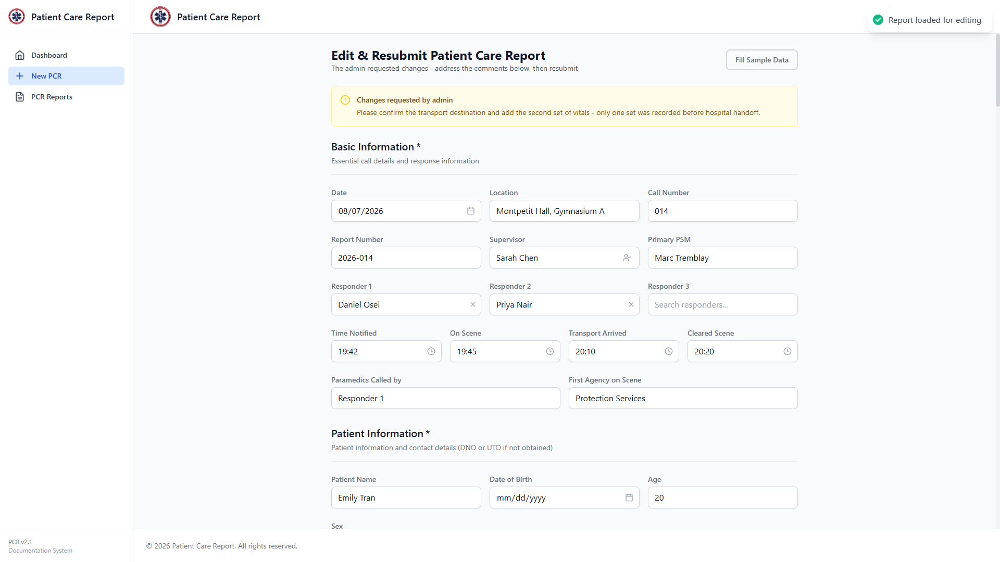 Patient Care Report
Patient Care Report
Report loaded for editing
Dashboard
New PCR
PCR Reports
Edit & Resubmit Patient Care Report
The admin requested changes - address the comments below, then resubmit
Fill Sample Data
Changes requested by admin
Please confirm the transport destination and add the second set of vitals - only one set was recorded before hospital handoff.
Basic Information *
Essential call details and response information
Date
Location
Call Number
08/07/2026
Montpetit Hall, Gymnasium A
014
Report Number
Supervisor
Primary PSM
2026-014
Sarah Chen
Marc Tremblay
Responder 1
Responder 2
Responder 3
Daniel Osei
Priya Nair
Search responders...
Time Notified
On Scene
Transport Arrived
Cleared Scene
19:42
19:45
20:10
20:20
Paramedics Called by
First Agency on Scene
Responder 1
Protection Services
Patient Information *
Patient information and contact details (DNO or UTO if not obtained)
Patient Name
Date of Birth
Age
Emily Tran
mm/dd/yyyy
20
Sex
PCR v2.1
Documentation System
© 2026 Patient Care Report. All rights reserved.